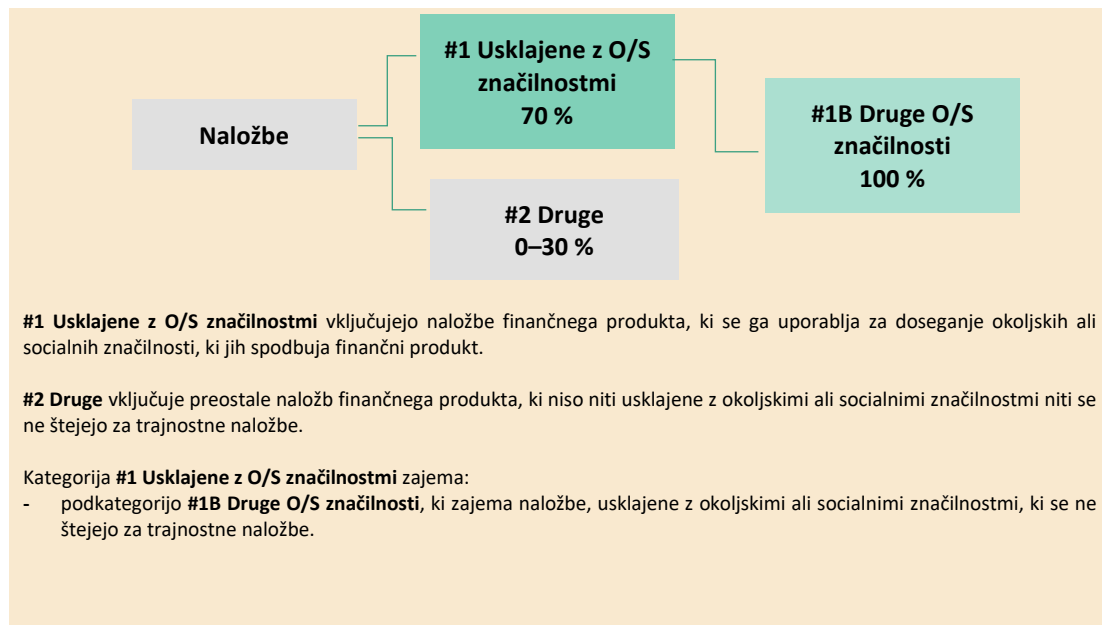 #1 Usklajene z O/S
značilnostmi
70 %
Naložbe
#1B Druge O/S
značilnosti
100 %
#2 Druge
0–30 %
#1 Usklajene z O/S značilnostmi vključujejo naložbe finančnega produkta, ki se ga uporablja za doseganje okoljskih ali
socialnih značilnosti, ki jih spodbuja finančni produkt.
#2 Druge vključuje preostale naložb finančnega produkta, ki niso niti usklajene z okoljskimi ali socialnimi značilnostmi niti se
ne štejejo za trajnostne naložbe.
Kategorija #1 Usklajene z O/S značilnostmi zajema:
- podkategorijo #1B Druge O/S značilnosti, ki zajema naložbe, usklajene z okoljskimi ali socialnimi značilnostmi, ki se ne
štejejo za trajnostne naložbe.